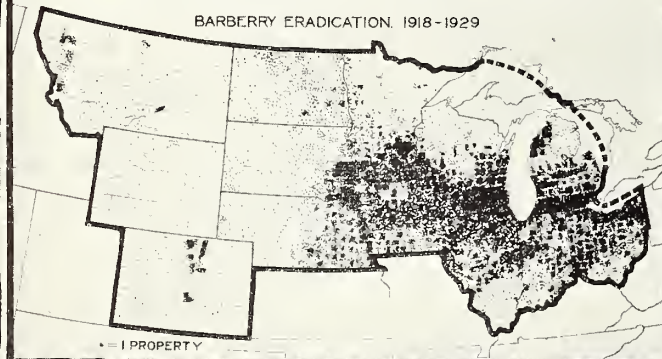 BARBERRY ERADICATION. 1918-1929
• = 1 PROPERTY